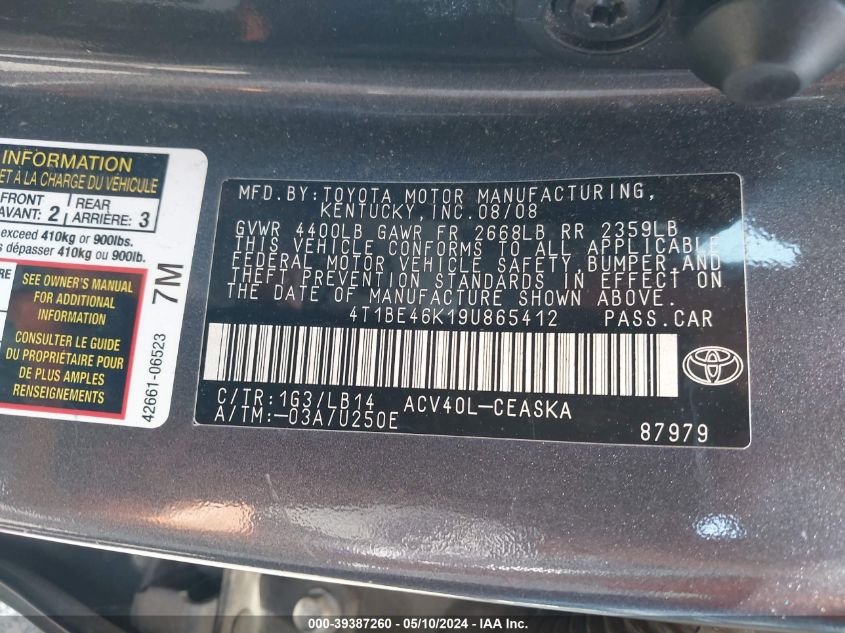 INFORMATION
ET À LA CHARGE DU VÉHICULE
FRONT
AVANT: 2
REAR
ARRIÈRE: 3
exceed 410kg or 900lbs.
s dépasser 410kg ou 900lb.
SEE OWNER'S MANUAL
FOR ADDITIONAL
INFORMATION
CONSULTER LE GUIDE
DU PROPRIÉTAIRE POUR
DE PLUS AMPLES
RENSEIGNEMENTS
7M
42661-06523
MFD.BY:TOYOTA MOTOR MANUFACTURING,
KENTUCKY,INC.08/08
GVWR 4400LB GAWR FR 2668LB RR 2359LB
THIS VEHICLE CONFORMS TO ALL APPLICABLE
FEDERAL MOTOR VEHICLE SAFETY,BUMPER,AND
THEFT PREVENTION STANDARDS IN EFFECT ON
THE DATE OF MANUFACTURE SHOWN ABOVE.
4T1BE46K19U865412 PASS.CAR
C/TR:1G3/LB14 ACV40L-CEASKA
A/TM:-03A/U250E
87979
000-39387260 - 05/10/2024 - IAA Inc.